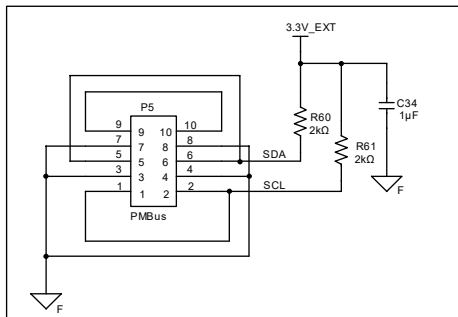 3.3V_EXT
P5
R60
2kΩ
C34
1µF
R61
2kΩ
9 9 10 10
7 7 8 8
5 5 6 6 SDA
3 3 4 4
1 1 2 2 SCL
PMBus
F
F